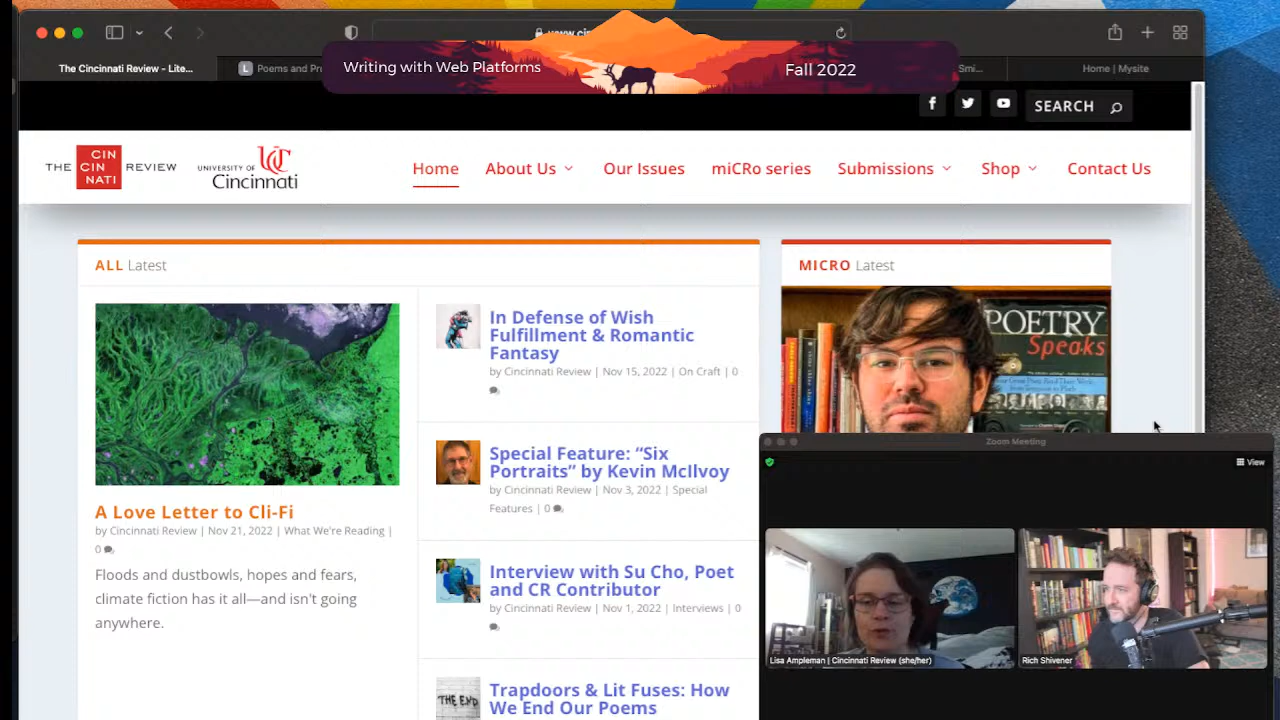 The Cincinnati Review - Lite...
Poems and Pr
Writing with Web Platforms
Fall 2022
Smi...
Home | Mysite
SEARCH
THE CIN CIN NATI REVIEW
UNIVERSITY OF Cincinnati
Home
About Us
Our Issues
miCRo series
Submissions
Shop
Contact Us
ALL Latest
A Love Letter to Cli-Fi
by Cincinnati Review | Nov 21, 2022 | What We're Reading |
0
Floods and dustbowls, hopes and fears,
climate fiction has it all—and isn't going
anywhere.
In Defense of Wish
Fulfillment & Romantic
Fantasy
by Cincinnati Review | Nov 15, 2022 | On Craft | 0
Special Feature: “Six
Portraits” by Kevin McIlvoy
by Cincinnati Review | Nov 3, 2022 | Special
Features | 0
Interview with Su Cho, Poet
and CR Contributor
by Cincinnati Review | Nov 1, 2022 | Interviews | 0
THE END
Trapdoors & Lit Fuses: How
We End Our Poems
MICRO Latest
POETRY
Speaks
Zoom Meeting
View
Lisa Ampleman | Cincinnati Review (she/her)
Rich Shivener